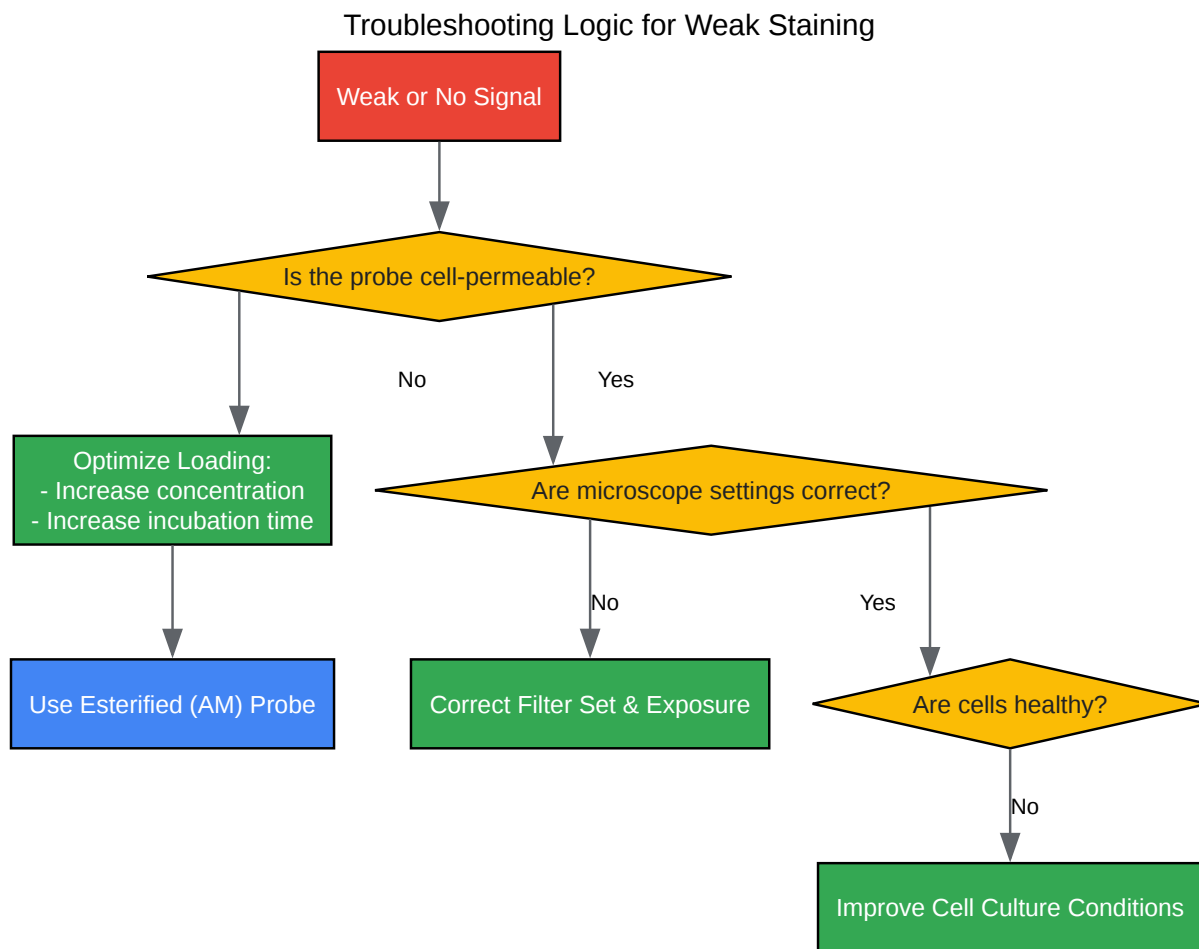 Troubleshooting Logic for Weak Staining
Weak or No Signal
Is the probe cell-permeable?
No
Yes
Optimize Loading:
- Increase concentration
- Increase incubation time
Are microscope settings correct?
No
Yes
Use Esterified (AM) Probe
Correct Filter Set & Exposure
Are cells healthy?
No
Improve Cell Culture Conditions